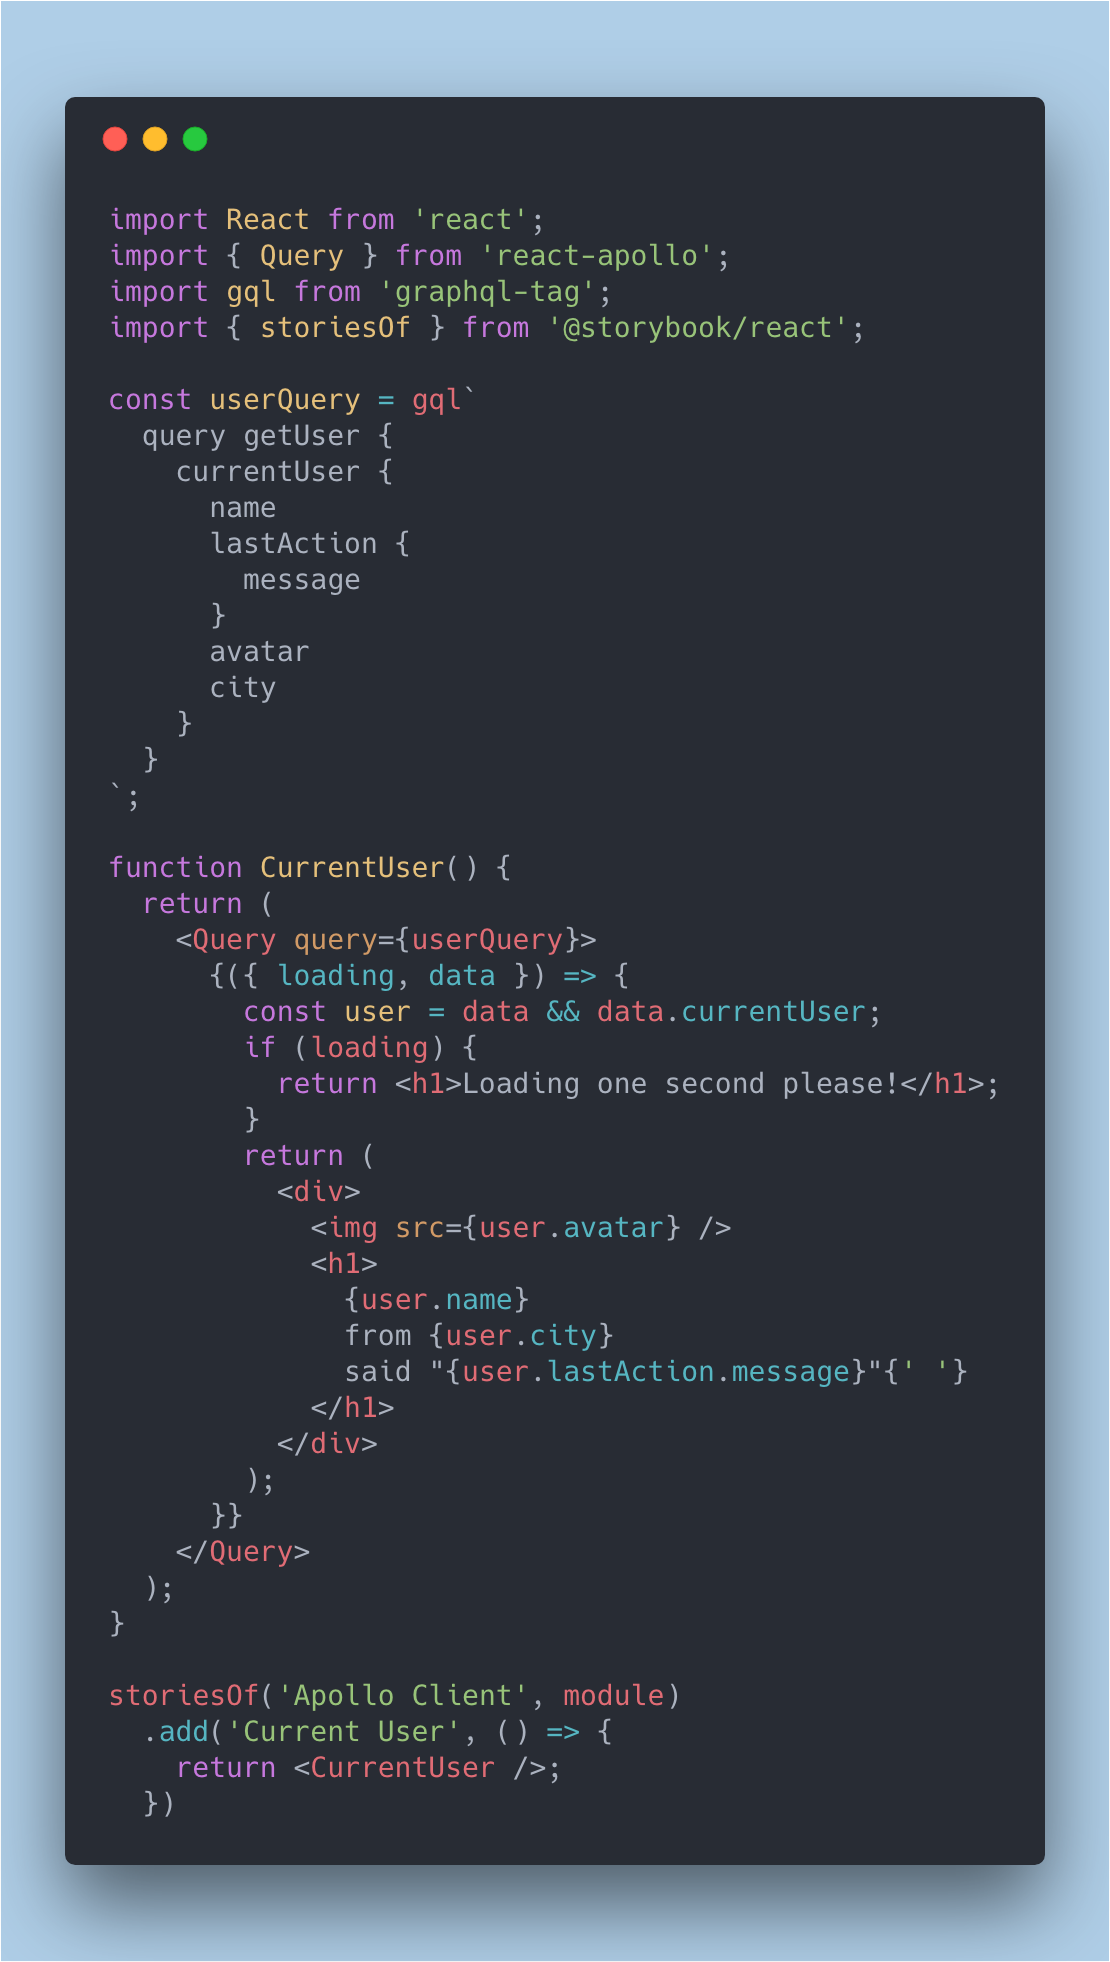 import React from 'react';
import { Query } from 'react-apollo';
import gql from 'graphql-tag';
import { storiesOf } from '@storybook/react';

const userQuery = gql`
  query getUser {
    currentUser {
      name
      lastAction {
        message
      }
      avatar
      city
    }
  }
`;

function CurrentUser() {
  return (
    <Query query={userQuery}>
      {({ loading, data }) => {
        const user = data && data.currentUser;
        if (loading) {
          return <h1>Loading one second please!</h1>;
        }
        return (
          <div>
            <img src={user.avatar} />
            <h1>
              {user.name}
              from {user.city}
              said "{user.lastAction.message}"{' '}
            </h1>
          </div>
        );
      }}
    </Query>
  );
}

storiesOf('Apollo Client', module)
  .add('Current User', () => {
    return <CurrentUser />;
  })